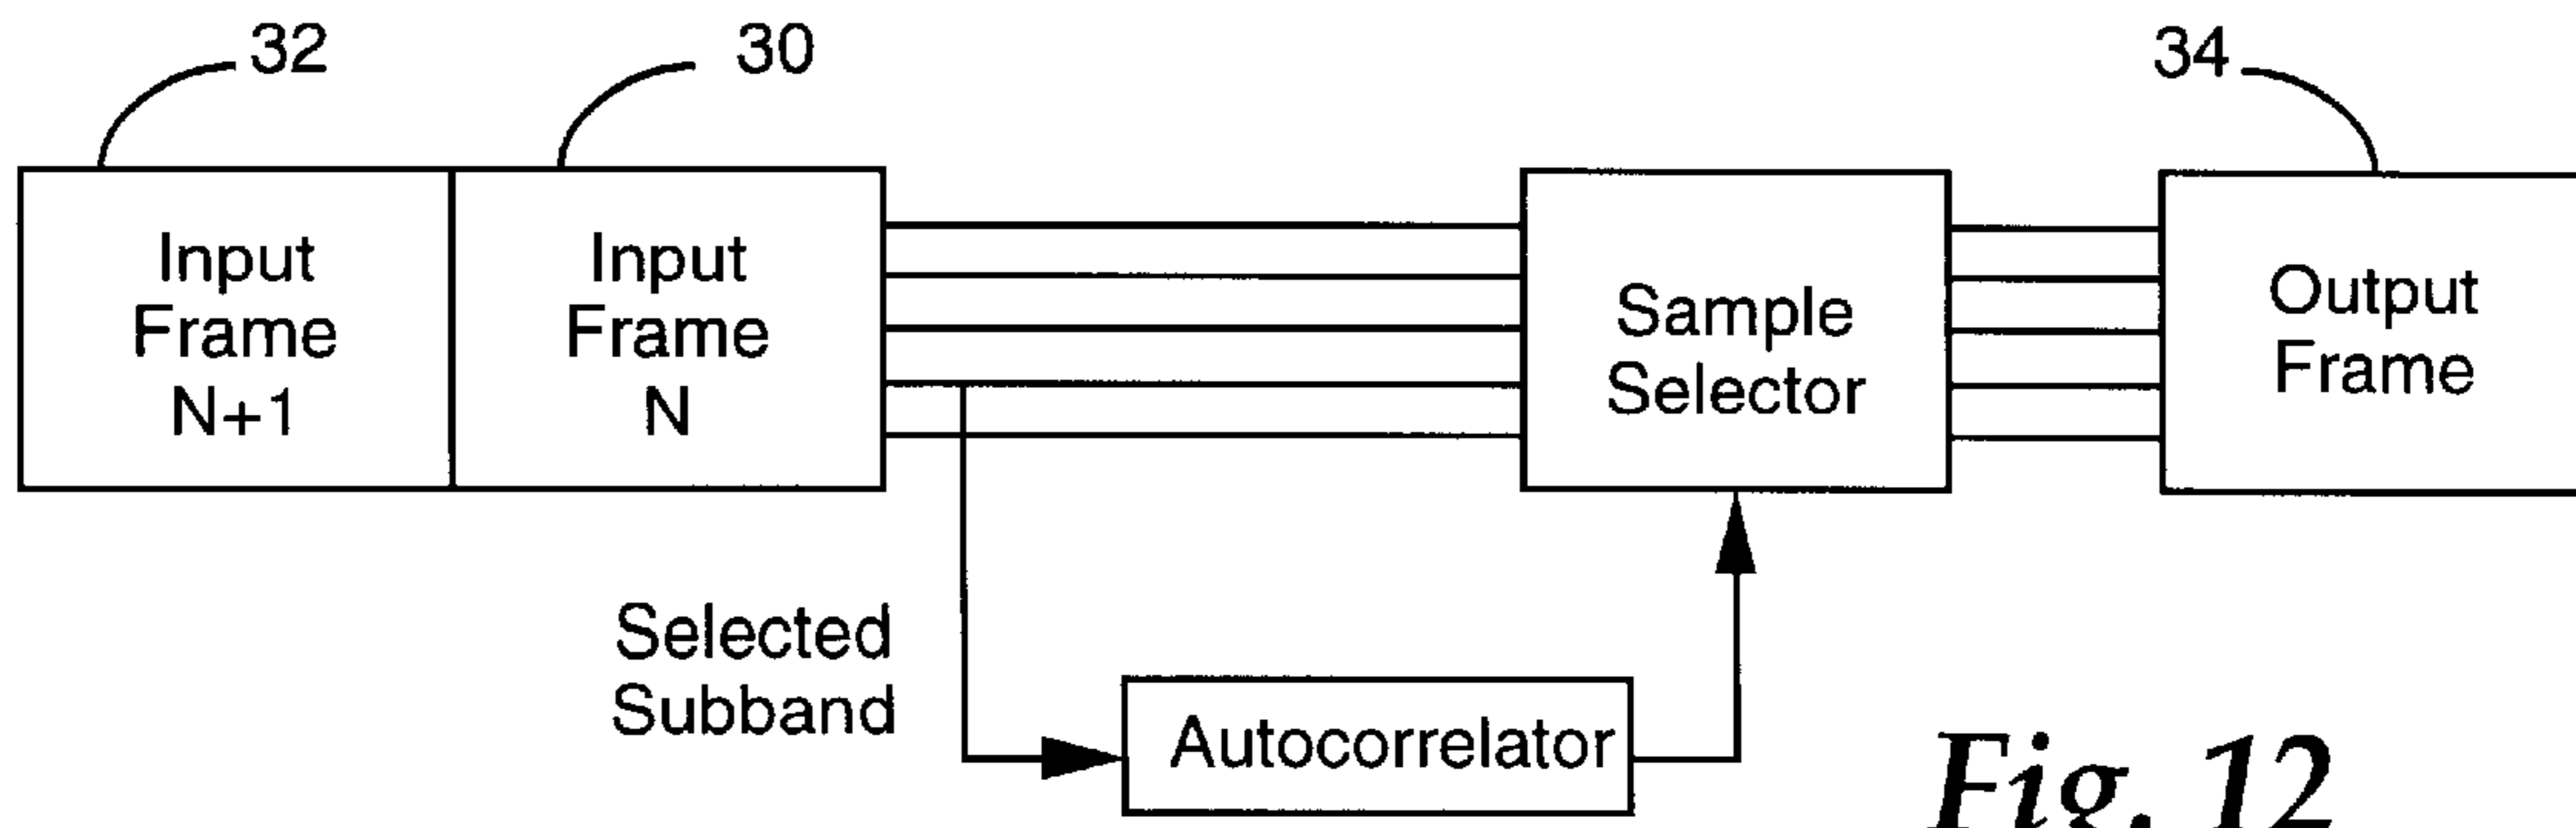 32
30
34
Input
Frame
N+1
Input
Frame
N
Sample
Selector
Output
Frame
Selected
Subband
Autocorrelator
Fig. 12